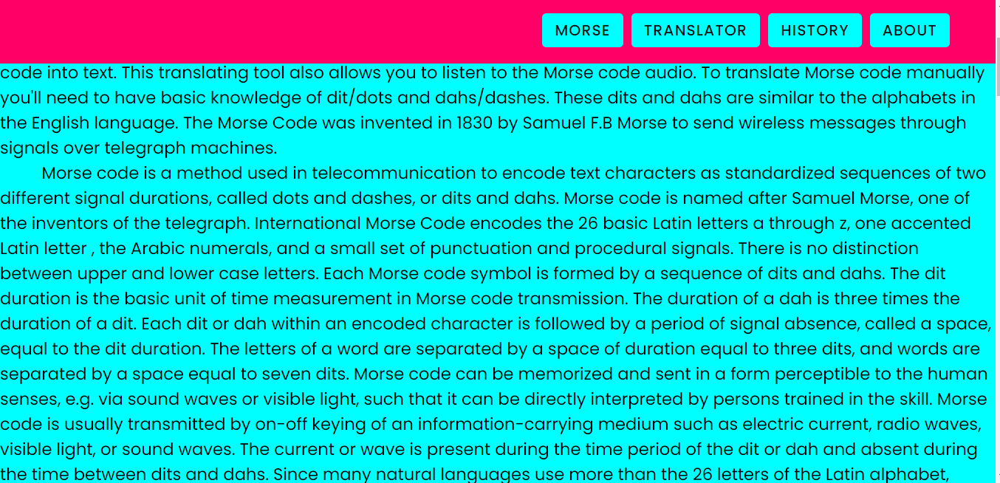 MORSE TRANSLATOR HISTORY ABOUT
code into text. This translating tool also allows you to listen to the Morse code audio. To translate Morse code manually
you'll need to have basic knowledge of dit/dots and dahs/dashes. These dits and dahs are similar to the alphabets in
the English language. The Morse Code was invented in 1830 by Samuel F.B Morse to send wireless messages through
signals over telegraph machines.
Morse code is a method used in telecommunication to encode text characters as standardized sequences of two
different signal durations, called dots and dashes, or dits and dahs. Morse code is named after Samuel Morse, one of
the inventors of the telegraph. International Morse Code encodes the 26 basic Latin letters a through z, one accented
Latin letter , the Arabic numerals, and a small set of punctuation and procedural signals. There is no distinction
between upper and lower case letters. Each Morse code symbol is formed by a sequence of dits and dahs. The dit
duration is the basic unit of time measurement in Morse code transmission. The duration of a dah is three times the
duration of a dit. Each dit or dah within an encoded character is followed by a period of signal absence, called a space,
equal to the dit duration. The letters of a word are separated by a space of duration equal to three dits, and words are
separated by a space equal to seven dits. Morse code can be memorized and sent in a form perceptible to the human
senses, e.g. via sound waves or visible light, such that it can be directly interpreted by persons trained in the skill. Morse
code is usually transmitted by on-off keying of an information-carrying medium such as electric current, radio waves,
visible light, or sound waves. The current or wave is present during the time period of the dit or dah and absent during
the time between dits and dahs. Since many natural languages use more than the 26 letters of the Latin alphabet,